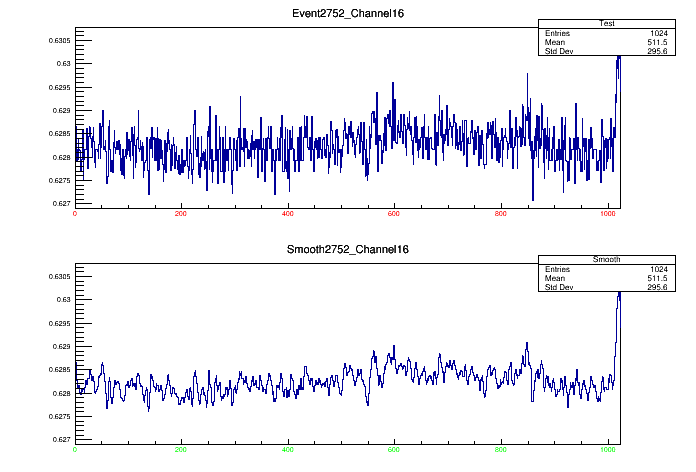 Event2752_Channel16
Test
Entries 1024
Mean 511.5
Std Dev 295.6
0.6305
0.63
0.6295
0.629
0.6285
0.628
0.6275
0.627
0 200 400 600 800 1000
Smooth2752_Channel16
Smooth
Entries 1024
Mean 511.5
Std Dev 295.6
0.6305
0.63
0.6295
0.629
0.6285
0.628
0.6275
0.627
0 200 400 600 800 1000